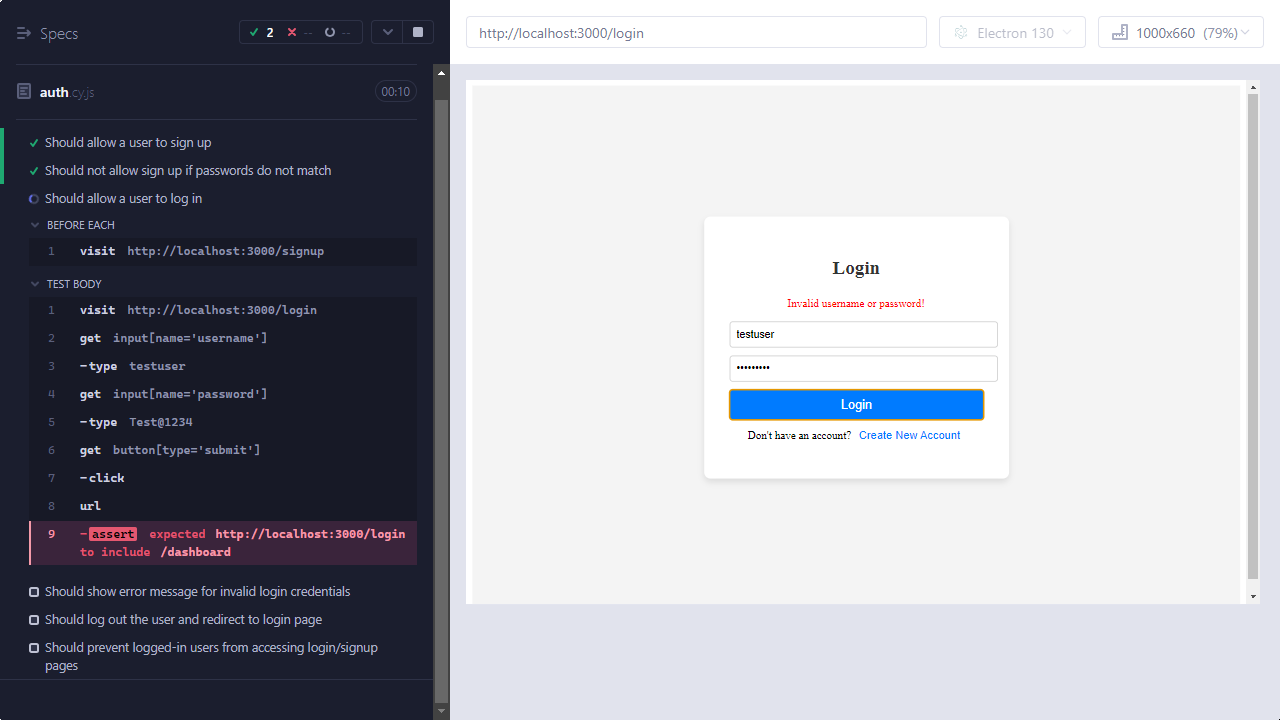 Specs
2 -- --
auth.cy.js 00:10
Should allow a user to sign up
Should not allow sign up if passwords do not match
Should allow a user to log in
BEFORE EACH
1 visit http://localhost:3000/signup
TEST BODY
1 visit http://localhost:3000/login
2 get input[name='username']
3 -type testuser
4 get input[name='password']
5 -type Test@1234
6 get button[type='submit']
7 -click
8 url
9 -assert expected http://localhost:3000/login
to include /dashboard
Should show error message for invalid login credentials
Should log out the user and redirect to login page
Should prevent logged-in users from accessing login/signup
pages
http://localhost:3000/login
Electron 130
1000x660 (79%)
Login
Invalid username or password!
testuser
•••••••••
Login
Don't have an account? Create New Account